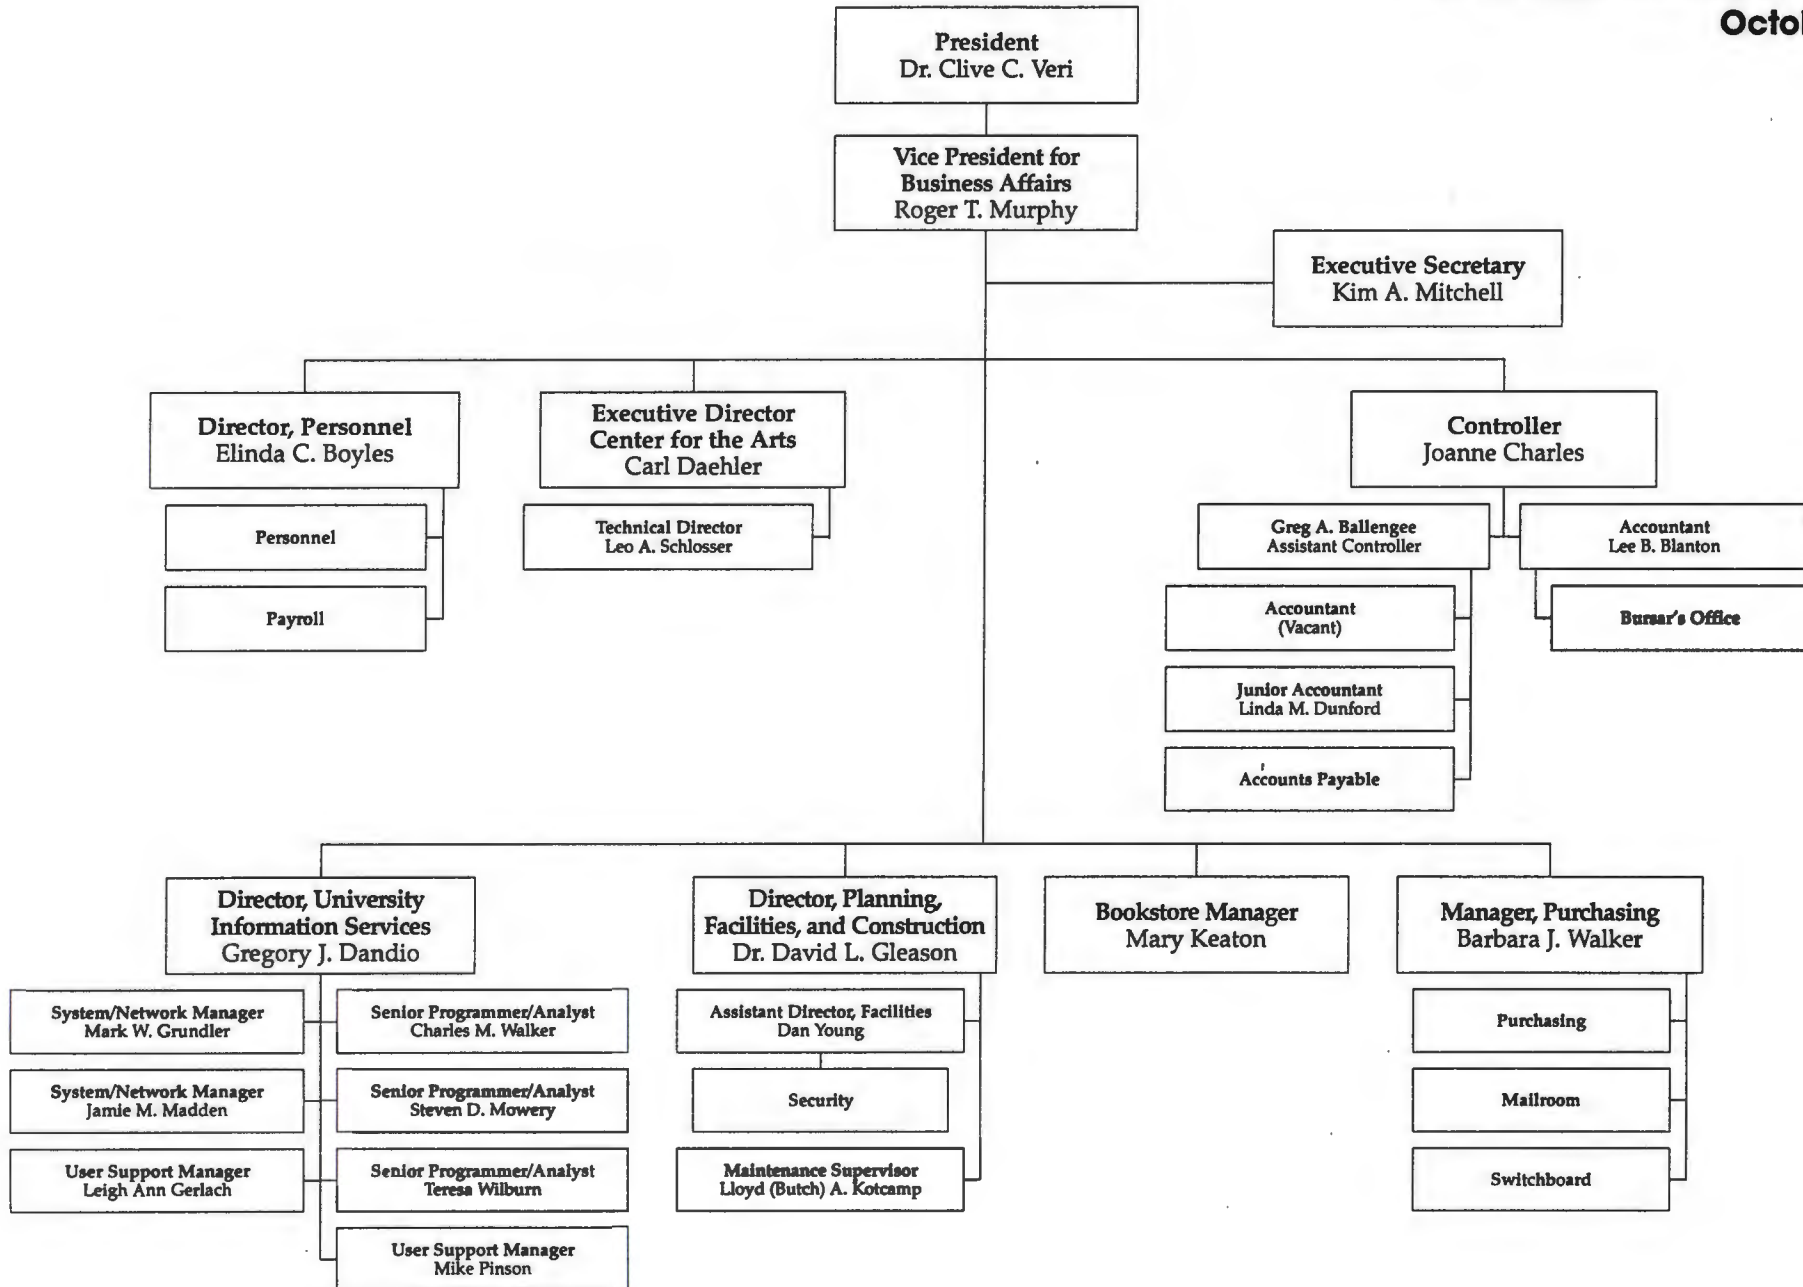 President
Dr. Clive C. Veri
Vice President for
Business Affairs
Roger T. Murphy
Executive Secretary
Kim A. Mitchell
Director, Personnel
Elinda C. Boyles
Personnel
Payroll
Executive Director
Center for the Arts
Carl Daehler
Technical Director
Leo A. Schlosser
Controller
Joanne Charles
Greg A. Ballengee
Assistant Controller
Accountant
(Vacant)
Junior Accountant
Linda M. Dunford
Accounts Payable
Accountant
Lee B. Blanton
Bursar's Office
Director, University
Information Services
Gregory J. Dandio
System/Network Manager
Mark W. Grundler
System/Network Manager
Jamie M. Madden
User Support Manager
Leigh Ann Gerlach
Senior Programmer/Analyst
Charles M. Walker
Senior Programmer/Analyst
Steven D. Mowery
Senior Programmer/Analyst
Teresa Wilburn
User Support Manager
Mike Pinson
Director, Planning,
Facilities, and Construction
Dr. David L. Gleason
Assistant Director, Facilities
Dan Young
Security
Maintenance Supervisor
Lloyd (Butch) A. Kotcamp
Bookstore Manager
Mary Keaton
Manager, Purchasing
Barbara J. Walker
Purchasing
Mailroom
Switchboard